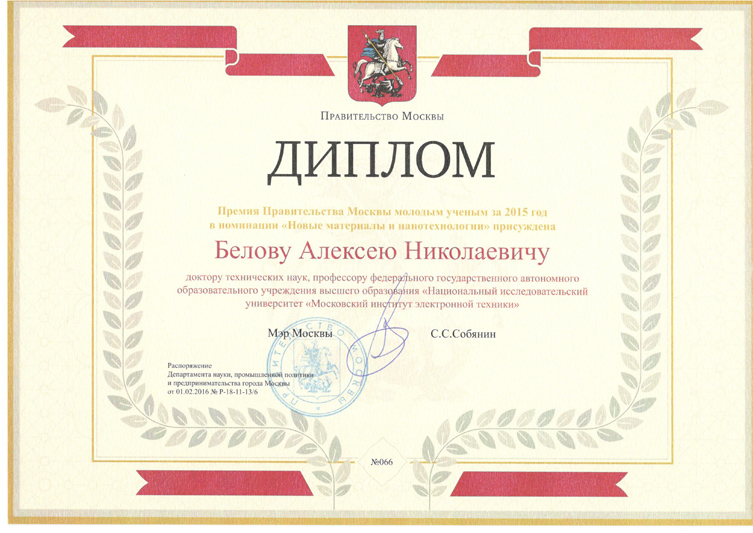 Правительство Москвы
ДИПЛОМ
Премия Правительства Москвы молодым ученым за 2015 год
в номинации «Новые материалы и нанотехнологии» присуждена
Белову Алексею Николаевичу
доктору технических наук, профессору федерального государственного автономного
образовательного учреждения высшего образования «Национальный исследовательский
университет «Московский институт электронной техники»
Мэр Москвы
С.С.Собянин
ПРАВИТЕЛЬСТВО МОСКВЫ
Распоряжение
Департамента науки, промышленной политики
и предпринимательства города Москвы
от 01.02.2016 № Р-18-11-13/6
№066